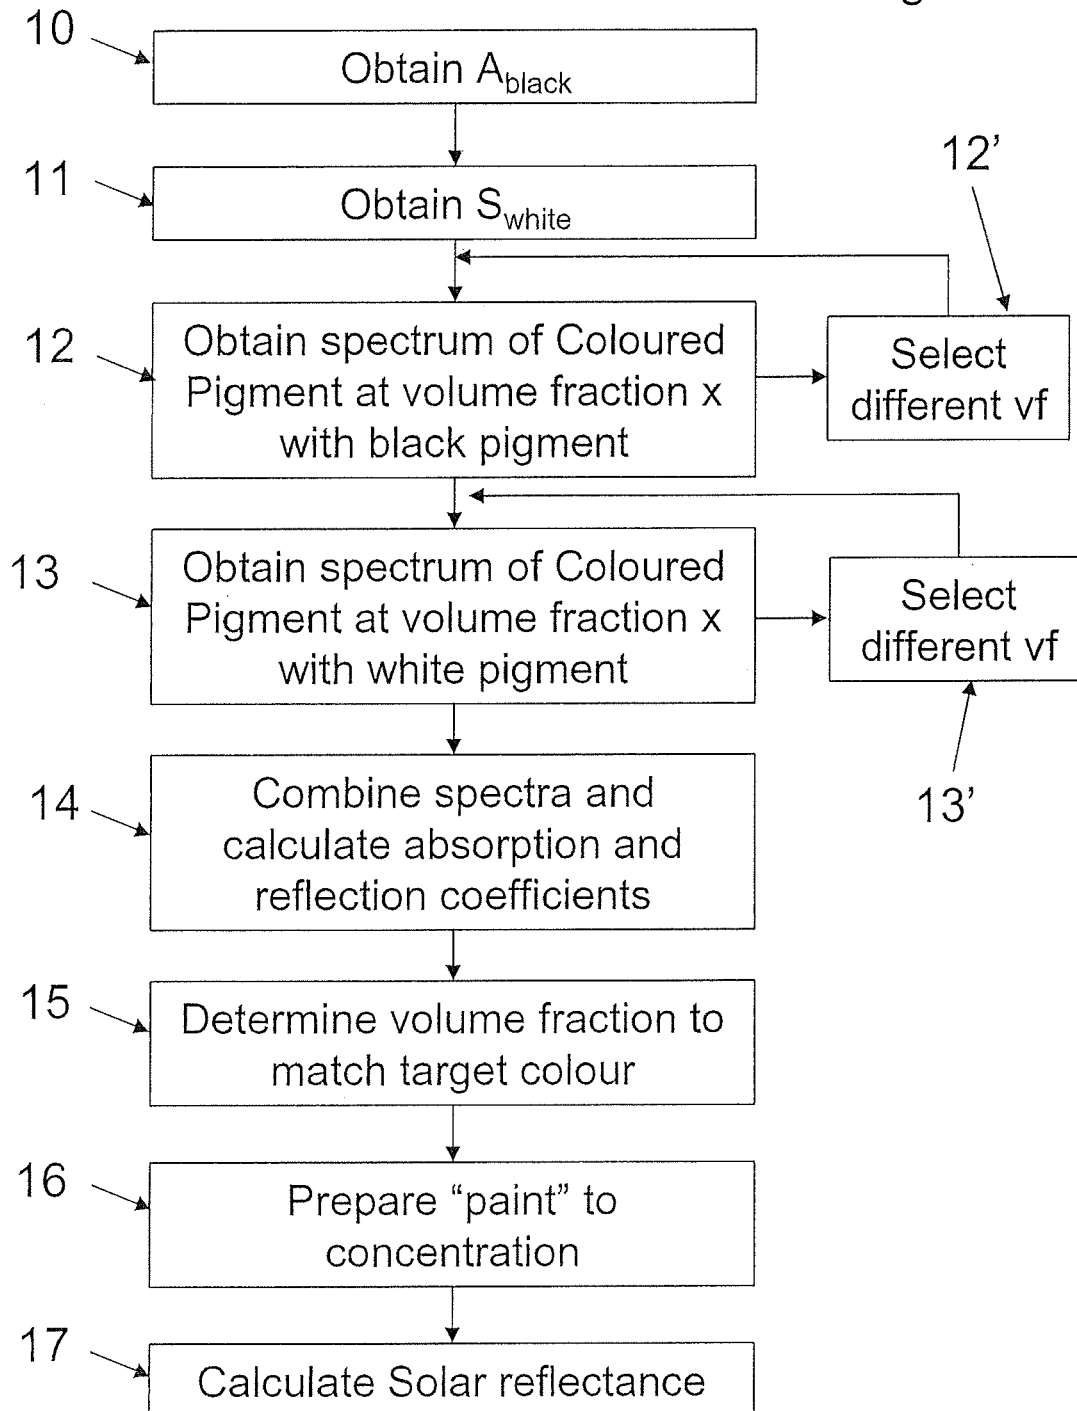 10
Obtain A_black
11
Obtain S_white
12'
12
Obtain spectrum of Coloured
Pigment at volume fraction x
with black pigment
Select
different vf
13
Obtain spectrum of Coloured
Pigment at volume fraction x
with white pigment
Select
different vf
13'
14
Combine spectra and
calculate absorption and
reflection coefficients
15
Determine volume fraction to
match target colour
16
Prepare “paint” to
concentration
17
Calculate Solar reflectance